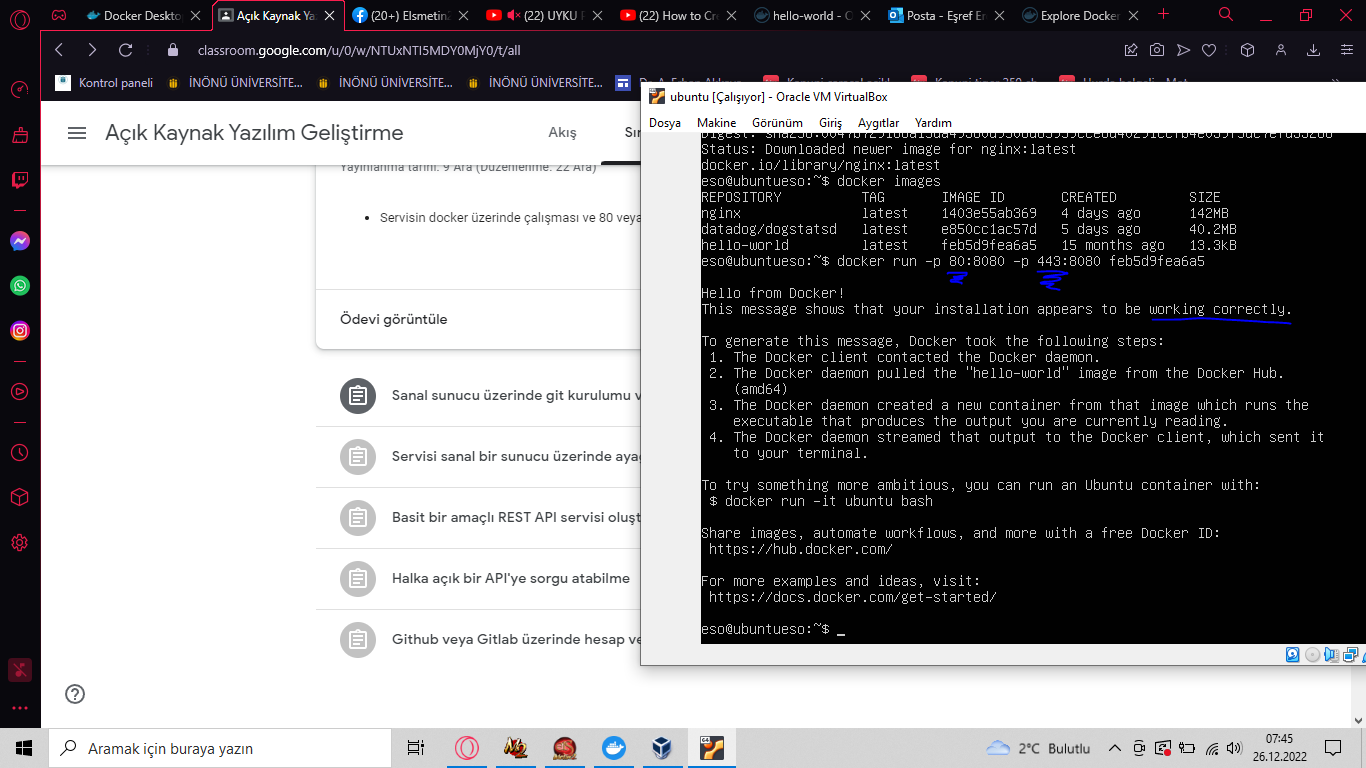 Docker Deskto
Açık Kaynak Yaz
(20+) ElsmetinZ
(22) UYKU
(22) How to Cr
hello-world - C
Posta - Eşref Er
Explore Docker
classroom.google.com/u/0/w/NTUxNTI5MDY0MjY0/t/all
Kontrol paneli
İNÖNÜ ÜNİVERSİTE...
İNÖNÜ ÜNİVERSİTE...
İNÖNÜ ÜNİVERSİTE...
Açık Kaynak Yazılım Geliştirme
Akış
Sın
Yayınlanma tarihi: 9 Ara (Düzenlenme: 22 Ara)
Servisin docker üzerinde çalışması ve 80 veya
Ödevi görüntüle
Sanal sunucu üzerinde git kurulumu v
Servisi sanal bir sunucu üzerinde ayağ
Basit bir amaçlı REST API servisi oluşt
Halka açık bir API'ye sorgu atabilme
Github veya Gitlab üzerinde hesap ve
ubuntu [Çalışıyor] - Oracle VM VirtualBox
Dosya Makine Görünüm Giriş Aygıtlar Yardım
Status: Downloaded newer image for nginx:latest
docker.io/library/nginx:latest
eso@ubuntueso:~$ docker images
REPOSITORY TAG IMAGE ID CREATED SIZE
nginx latest 1403e55ab369 4 days ago 142MB
datadog/dogstatsd latest e850cc1ac57d 5 days ago 40.2MB
hello-world latest feb5d9fea6a5 15 months ago 13.3kB
eso@ubuntueso:~$ docker run -p 80:8080 -p 443:8080 feb5d9fea6a5
Hello from Docker!
This message shows that your installation appears to be working correctly.
To generate this message, Docker took the following steps:
1. The Docker client contacted the Docker daemon.
2. The Docker daemon pulled the "hello-world" image from the Docker Hub.
(amd64)
3. The Docker daemon created a new container from that image which runs the
executable that produces the output you are currently reading.
4. The Docker daemon streamed that output to the Docker client, which sent it
to your terminal.
To try something more ambitious, you can run an Ubuntu container with:
$ docker run -it ubuntu bash
Share images, automate workflows, and more with a free Docker ID:
https://hub.docker.com/
For more examples and ideas, visit:
https://docs.docker.com/get-started/
eso@ubuntueso:~$ _
Aramak için buraya yazın
2°C Bulutlu
07:45
26.12.2022